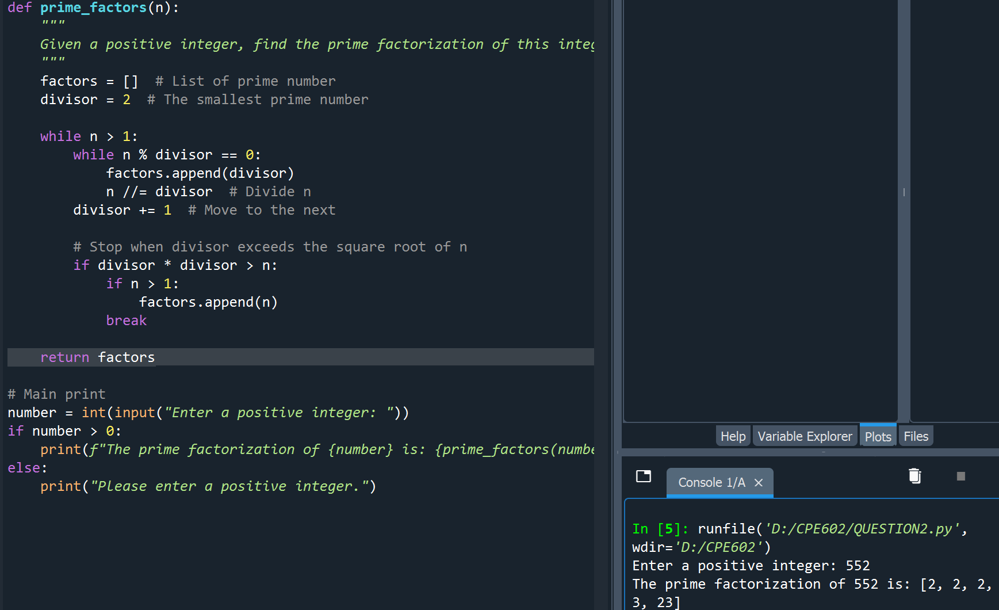 def prime_factors(n):
    """
    Given a positive integer, find the prime factorization of this integ
    """
    factors = []  # List of prime number
    divisor = 2  # The smallest prime number

    while n > 1:
        while n % divisor == 0:
            factors.append(divisor)
            n //= divisor  # Divide n
        divisor += 1  # Move to the next

        # Stop when divisor exceeds the square root of n
        if divisor * divisor > n:
            if n > 1:
                factors.append(n)
            break

    return factors

# Main print
number = int(input("Enter a positive integer: "))
if number > 0:
    print(f"The prime factorization of {number} is: {prime_factors(numbe
else:
    print("Please enter a positive integer.")
Help Variable Explorer Plots Files
Console 1/A ×
In [5]: runfile('D:/CPE602/QUESTION2.py',
wdir='D:/CPE602')
Enter a positive integer: 552
The prime factorization of 552 is: [2, 2, 2,
3, 23]